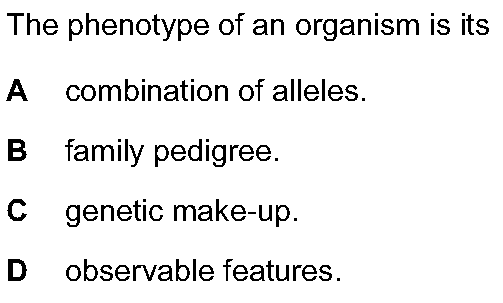 The phenotype of an organism is its
A combination of alleles.
B family pedigree.
C genetic make-up.
D observable features.